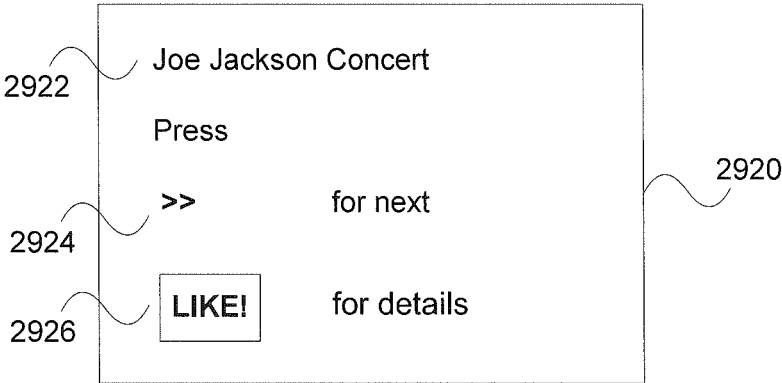 Joe Jackson Concert
2922
Press
2920
>> for next
2924
LIKE! for details
2926